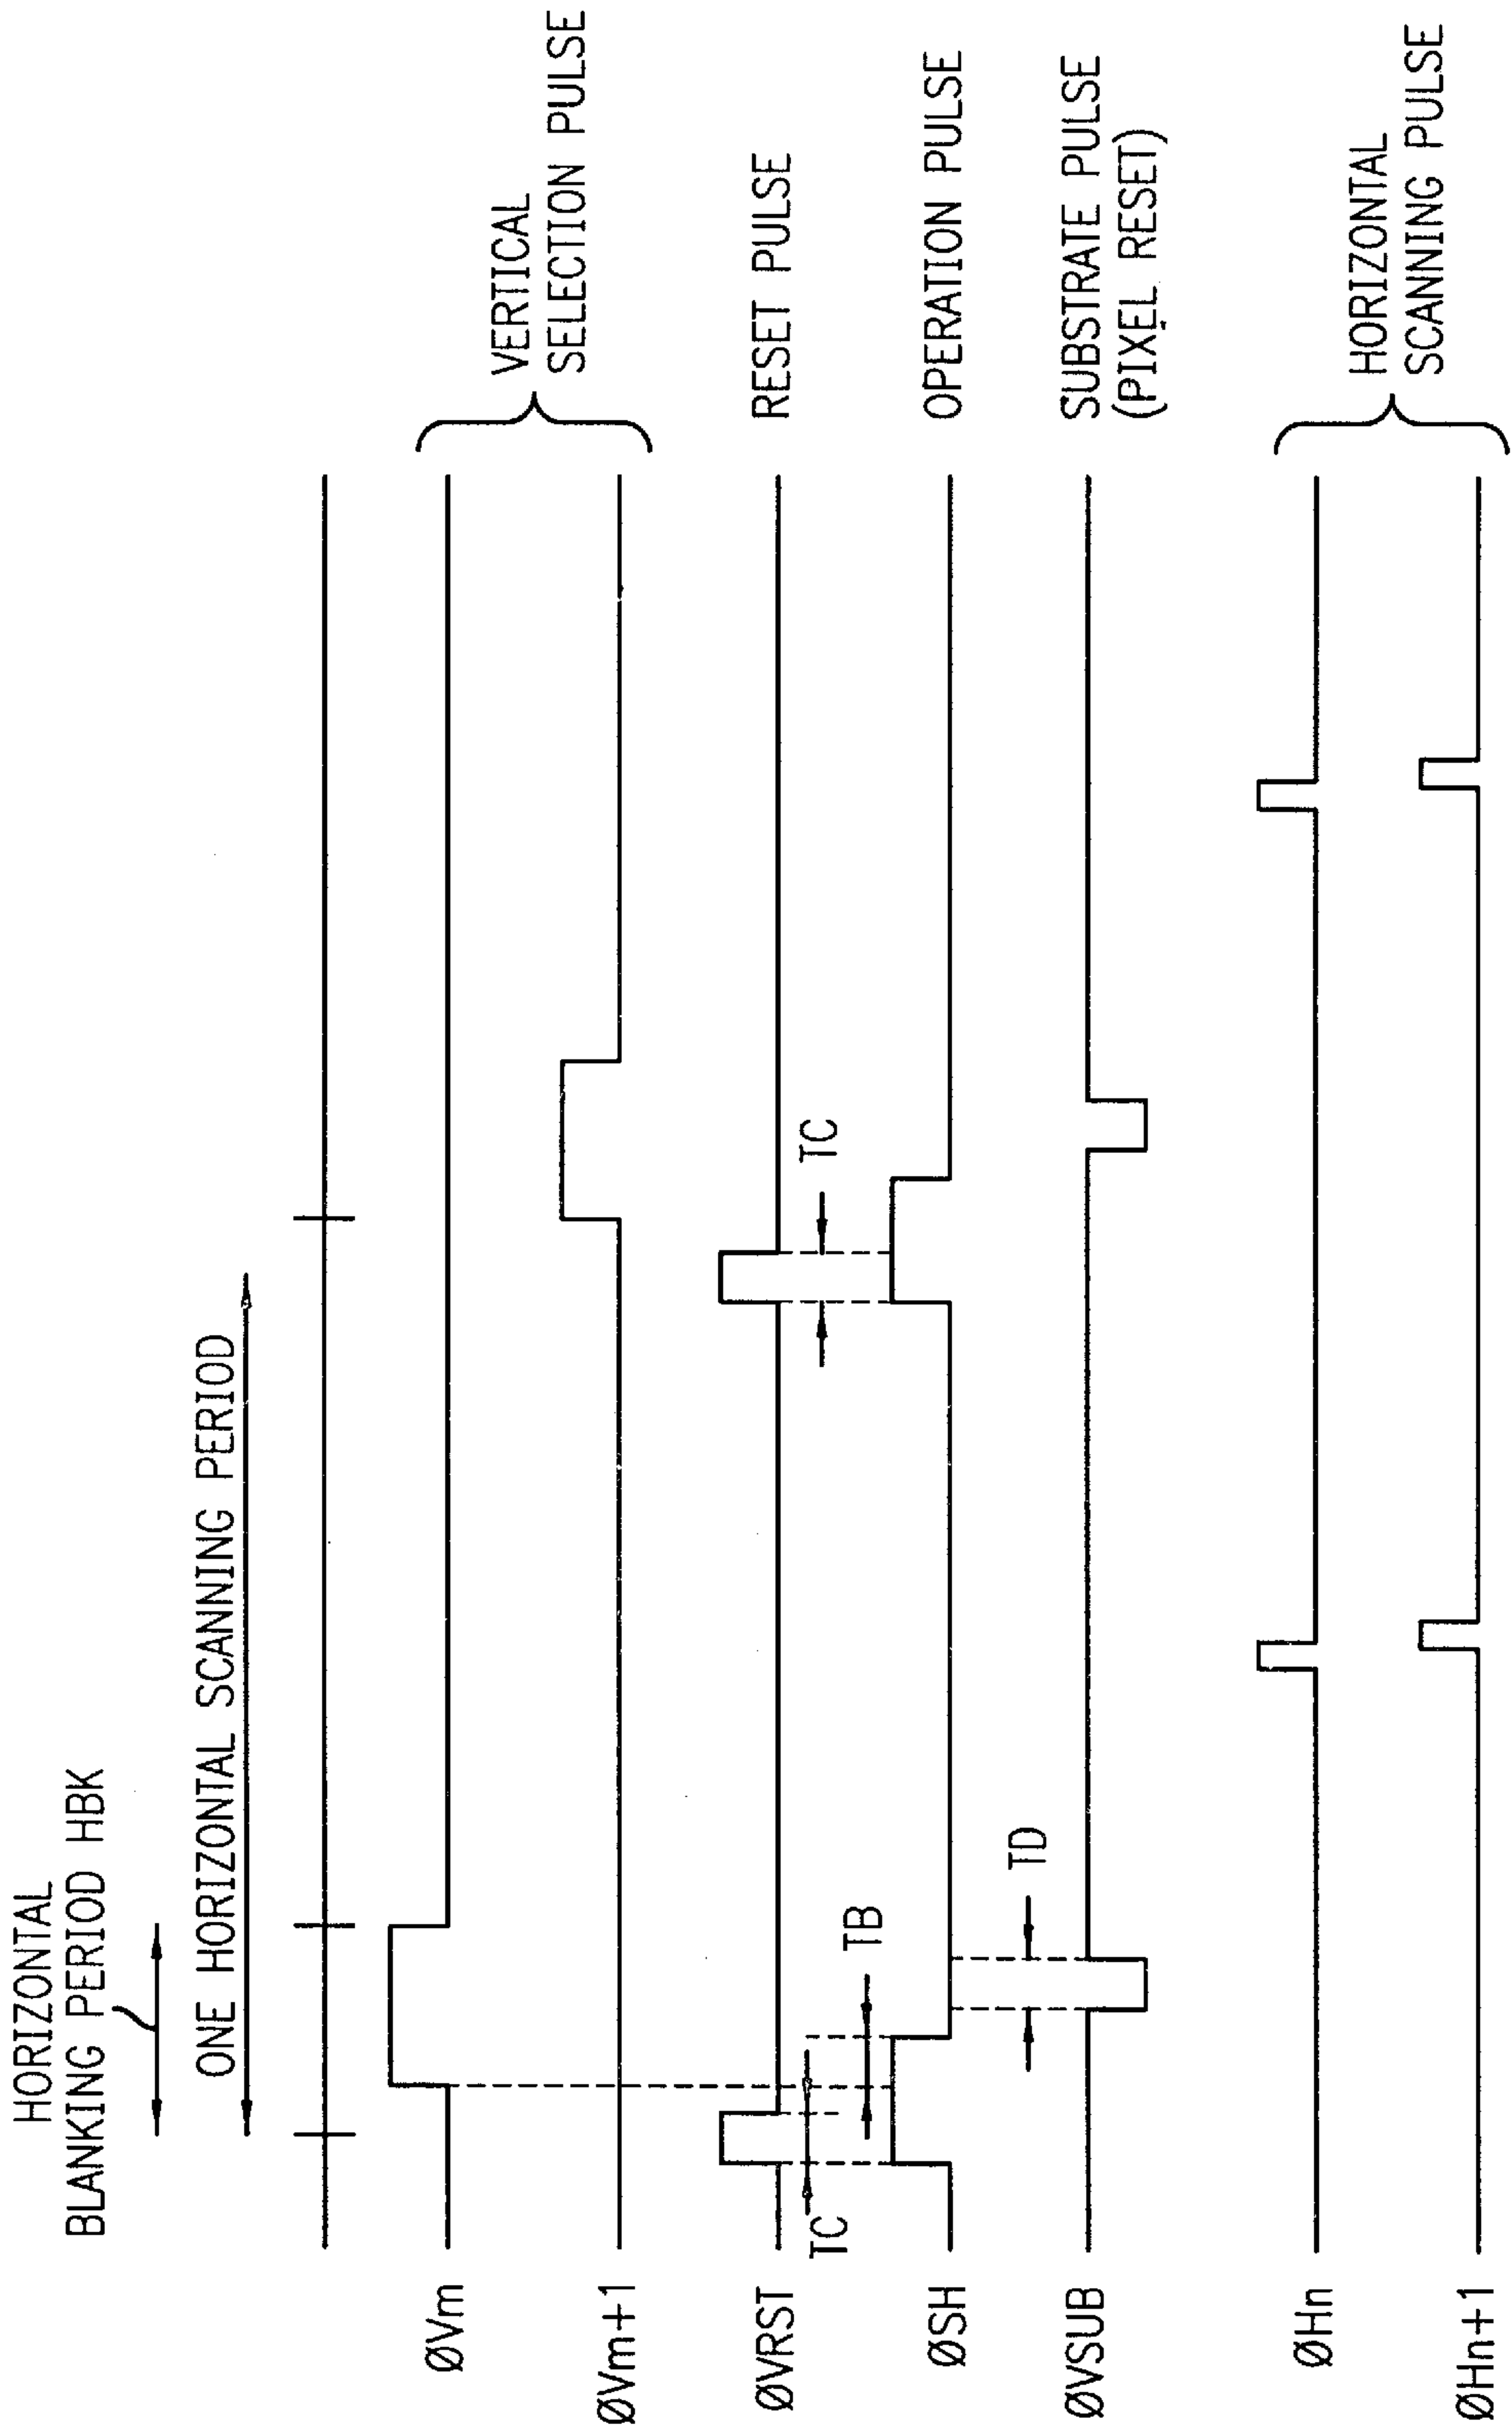 HORIZONTAL
BLANKING PERIOD HBK
ONE HORIZONTAL SCANNING PERIOD
ØVm
VERTICAL
SELECTION PULSE
ØVm+1
ØVRST
RESET PULSE
TC
TC
TB
ØSH
OPERATION PULSE
TD
ØVSUB
SUBSTRATE PULSE
(PIXEL RESET)
ØHn
HORIZONTAL
SCANNING PULSE
ØHn+1